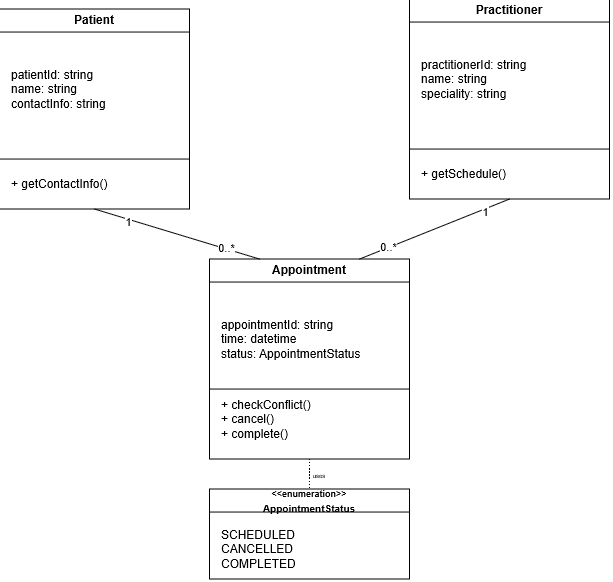 Patient
patientId: string
name: string
contactInfo: string
+ getContactInfo()
Practitioner
practitionerId: string
name: string
speciality: string
+ getSchedule()
1
0..*
1
0..*
Appointment
appointmentId: string
time: datetime
status: AppointmentStatus
+ checkConflict()
+ cancel()
+ complete()
uses
<<enumeration>>
AppointmentStatus
SCHEDULED
CANCELLED
COMPLETED